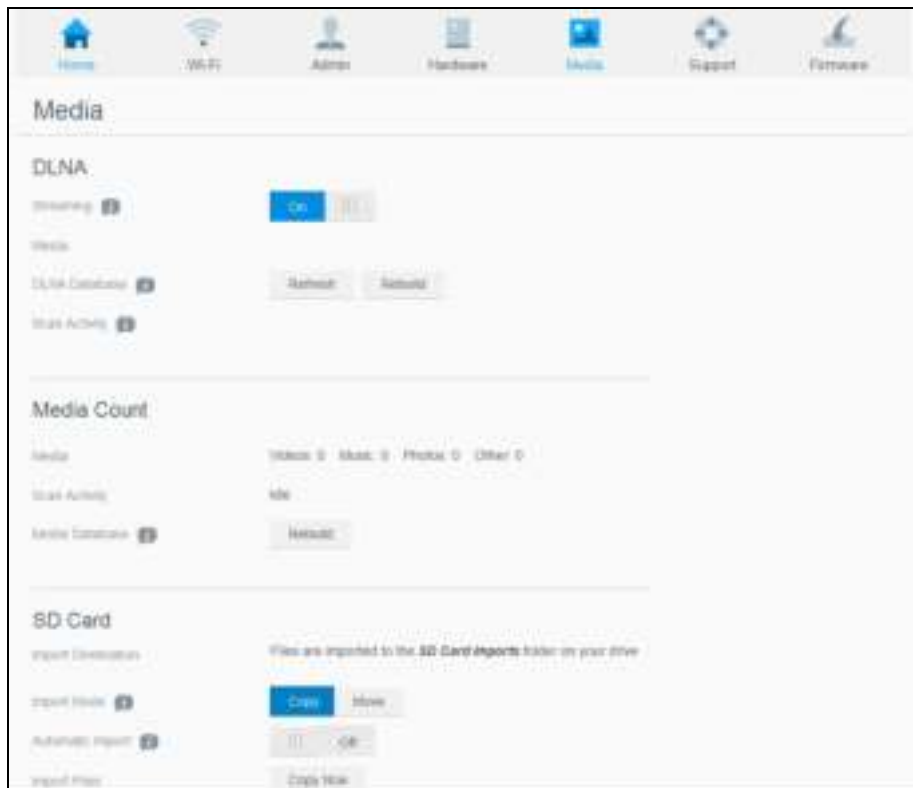 Home Wi-Fi Admin Hardware Media Support Firmware
Media
DLNA
Streaming On
Media
DLNA Database Refresh Rebuild
Scan Activity
Media Count
Media Videos: 0 Music: 0 Photos: 0 Other: 0
Scan Activity Idle
Media Database Rebuild
SD Card
Import Destination Files are imported to the SD Card Imports folder on your drive
Import Mode Copy Move
Automatic Import Off
Import Files Copy Now